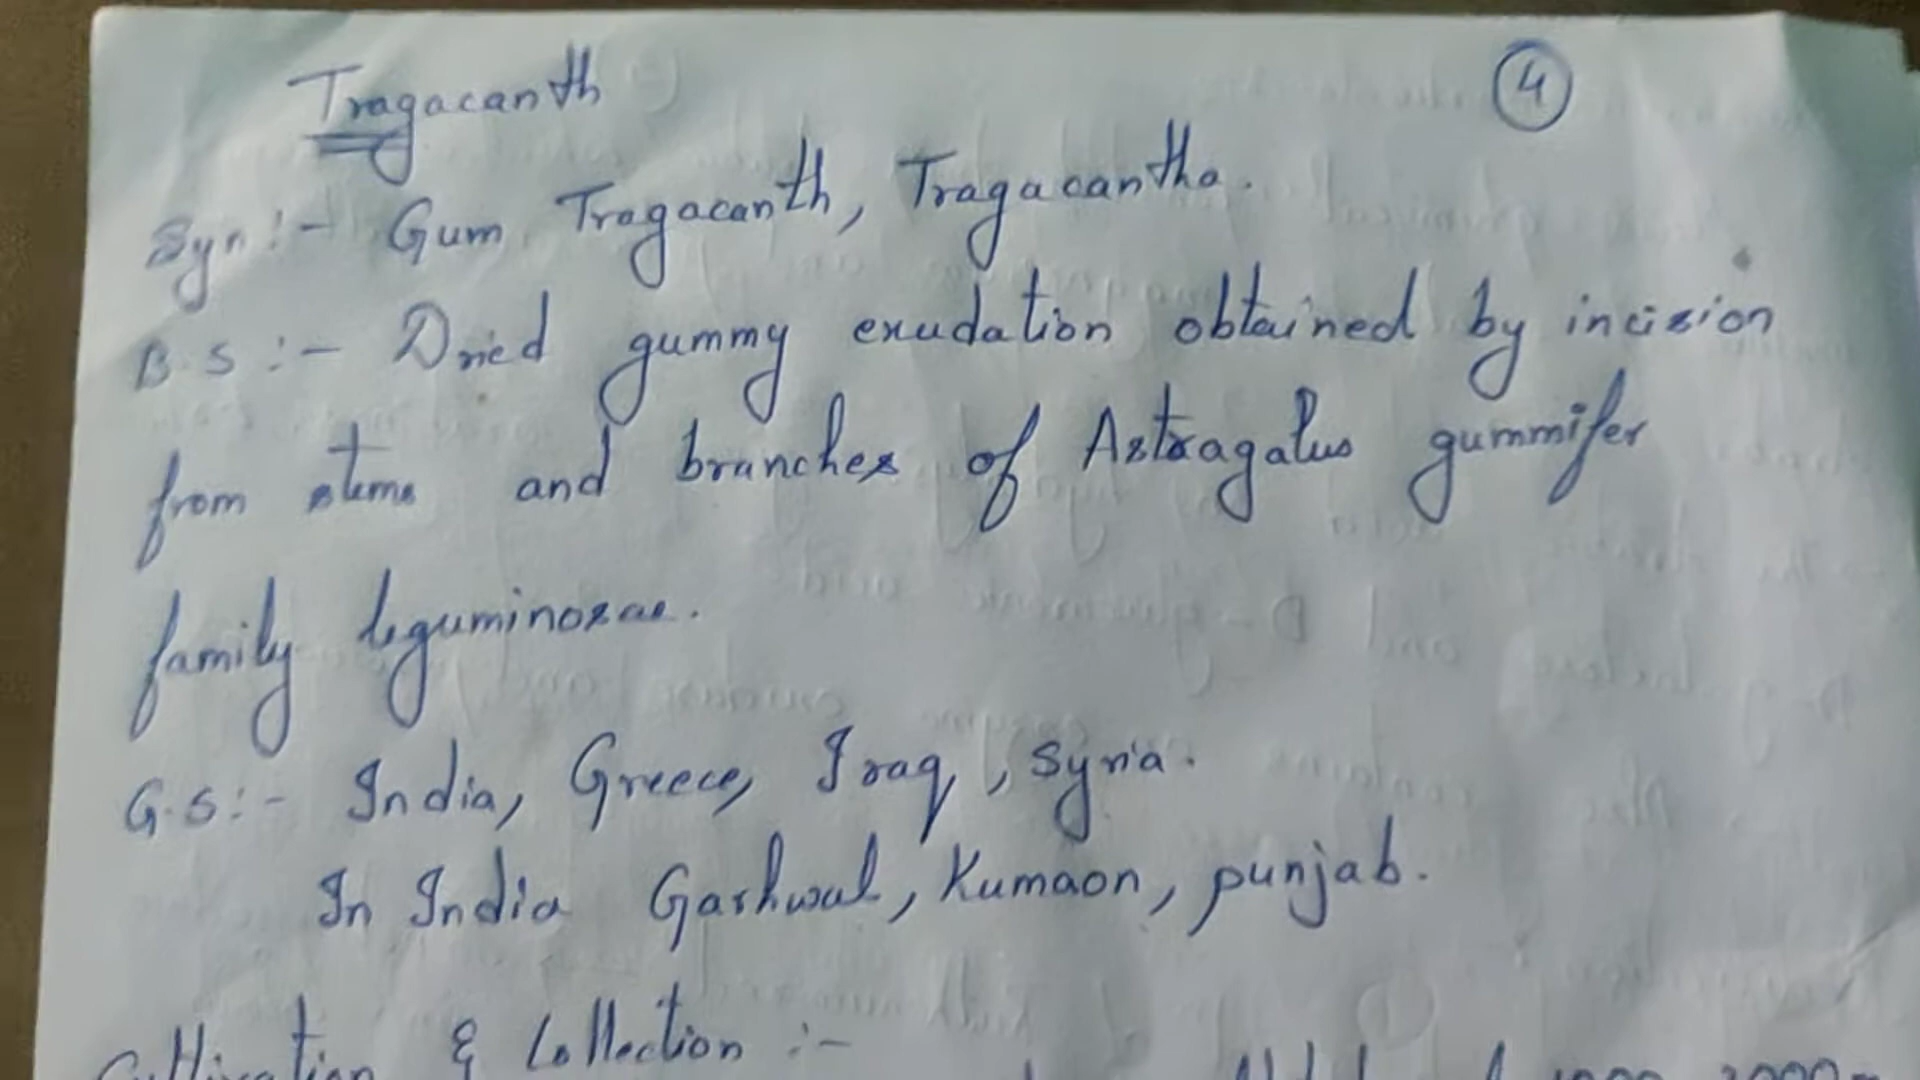 Tragacanth
4
Syn :- Gum Tragacanth, Tragacantha.
B.S :- Dried gummy exudation obtained by incision
from stems and branches of Astragalus gummifer
family leguminosae.
G.S :- India, Greece, Iraq, Syria.
In India Garhwal, Kumaon, punjab.
Cultivation & Collection :-